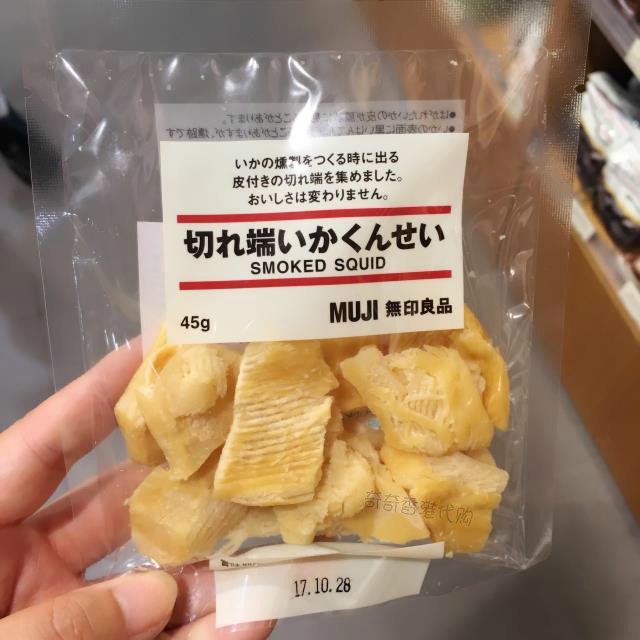 いかの燻製をつくる時に出る
皮付きの切れ端を集めました。
おいしさは変わりません。
切れ端いかくんせい
SMOKED SQUID
45g
MUJI 無印良品
17.10.28